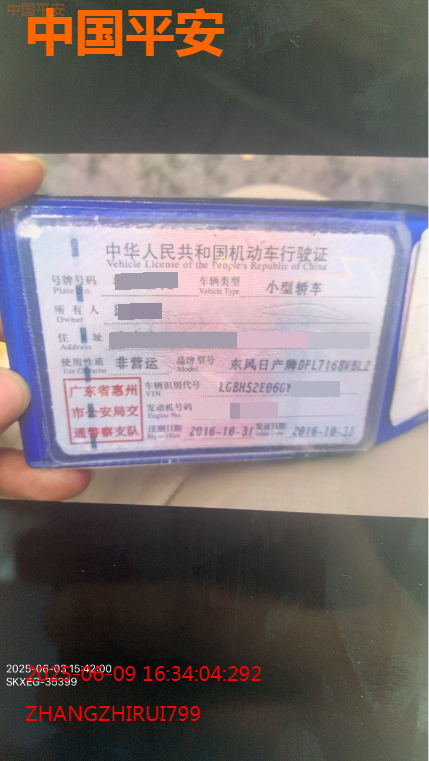 中国平安
中国平安
中华人民共和国机动车行驶证
Vehicle License of the People's Republic of China
号牌号码 车辆类型 小型轿车
Plate No. Vehicle Type
所有人
Owner
住 址
Address
使用性质 非营运 品牌型号 东风日产牌DFL7168VBL2
Use Character Model
广东省惠州
市公安局交
通警察支队
车辆识别代号 LGBH52E06GY
VIN
发动机号码
Engine No.
注册日期 2016-10-31 发证日期 2016-10-31
Register Date Issue Date
2025-06-03 15:42:00
SKXEG-35399
2025-06-09 16:34:04:292
ZHANGZHIRUI799